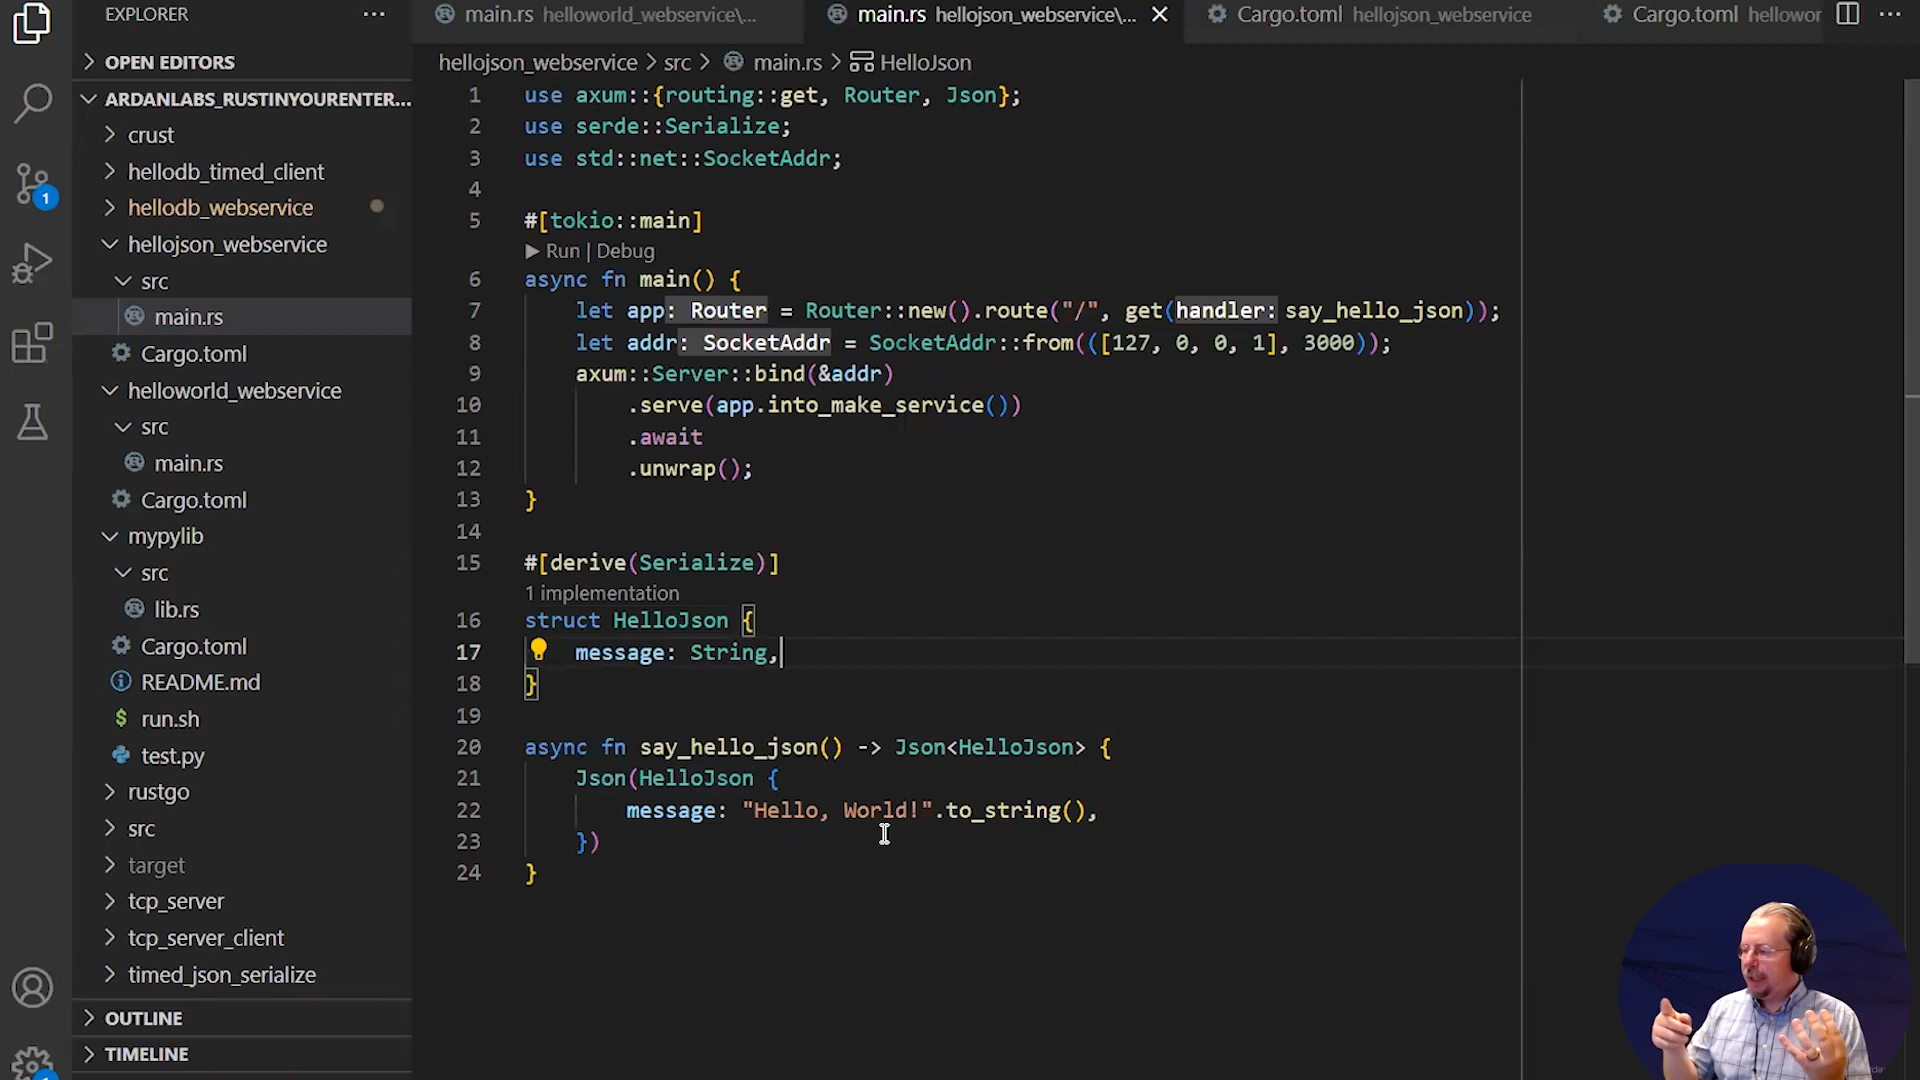 EXPLORER
OPEN EDITORS
ARDANLABS_RUSTINYOURENTER...
crust
hellodb_timed_client
hellodb_webservice
hellojson_webservice
src
main.rs
Cargo.toml
helloworld_webservice
src
main.rs
Cargo.toml
mypylib
src
lib.rs
Cargo.toml
README.md
run.sh
test.py
rustgo
src
target
tcp_server
tcp_server_client
timed_json_serialize
OUTLINE
TIMELINE
1
main.rs helloworld_webservice\...
main.rs hellojson_webservice\...
Cargo.toml hellojson_webservice
Cargo.toml hellowor
hellojson_webservice > src > main.rs > HelloJson
1 use axum::{routing::get, Router, Json};
2 use serde::Serialize;
3 use std::net::SocketAddr;
4
5 #[tokio::main]
Run | Debug
6 async fn main() {
7 let app: Router = Router::new().route("/", get(handler: say_hello_json));
8 let addr: SocketAddr = SocketAddr::from(([127, 0, 0, 1], 3000));
9 axum::Server::bind(&addr)
10 .serve(app.into_make_service())
11 .await
12 .unwrap();
13 }
14
15 #[derive(Serialize)]
1 implementation
16 struct HelloJson {
17 message: String,
18 }
19
20 async fn say_hello_json() -> Json<HelloJson> {
21 Json(HelloJson {
22 message: "Hello, World!".to_string(),
23 })
24 }